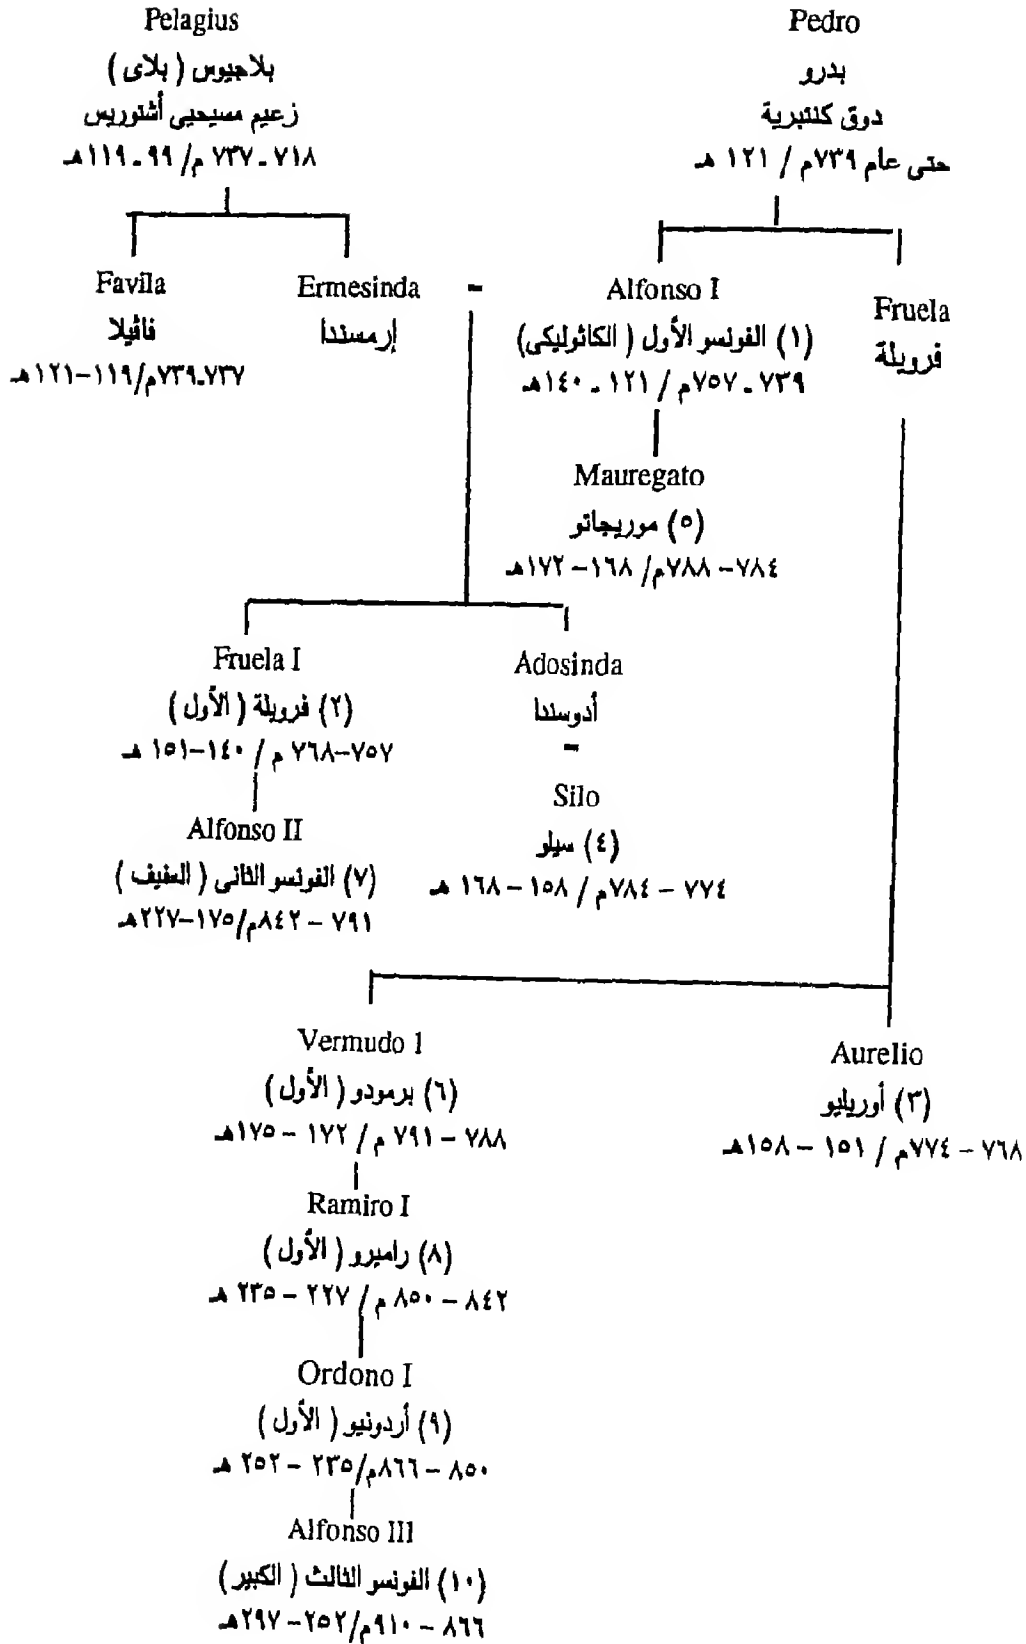 Pelagius
بلاجيوس ( بلاى )
زعيم مسيحيى أشتوريس
٧١٨ ـ ٧٣٧ م/ ٩٩ ـ ١١٩هـ
Pedro
بدرو
دوق كنتبرية
حتى عام ٧٣٩م / ١٢١ هـ
Favila
فاڤيلا
٧٣٧ـ٧٣٩م/١١٩–١٢١هـ
Ermesinda
إرمسندا
-
Alfonso I
(١) الفونسو الأول ( الكاثوليكى)
٧٣٩ ـ ٧٥٧م / ١٢١ ـ ١٤٠هـ
Fruela
فرويلة
Mauregato
(٥) موريجاتو
٧٨٤– ٧٨٨م/ ١٦٨– ١٧٢هـ
Fruela I
(٢) فرويلة ( الأول )
٧٥٧–٧٦٨ م / ١٤٠–١٥١ هـ
Adosinda
أدوسندا
-
Silo
(٤) سيلو
٧٧٤ – ٧٨٤م / ١٥٨ – ١٦٨ هـ
Alfonso II
(٧) الفونسو الثانى ( العفيف )
٧٩١ – ٨٤٢م/١٧٥–٢٢٧هـ
Vermudo 1
(٦) برمودو ( الأول )
٧٨٨ – ٧٩١ م / ١٧٢ – ١٧٥هـ
Aurelio
(٣) أوريليو
٧٦٨ – ٧٧٤م / ١٥١ – ١٥٨هـ
Ramiro I
(٨) راميرو ( الأول )
٨٤٢ – ٨٥٠ م / ٢٢٧ – ٢٣٥ هـ
Ordono I
(٩) أردونيو ( الأول )
٨٥٠ – ٨٦٦م/٢٣٥ – ٢٥٢ هـ
Alfonso III
(١٠) الفونسو الثالث ( الكبير )
٨٦٦ – ٩١٠م/٢٥٢– ٢٩٧هـ